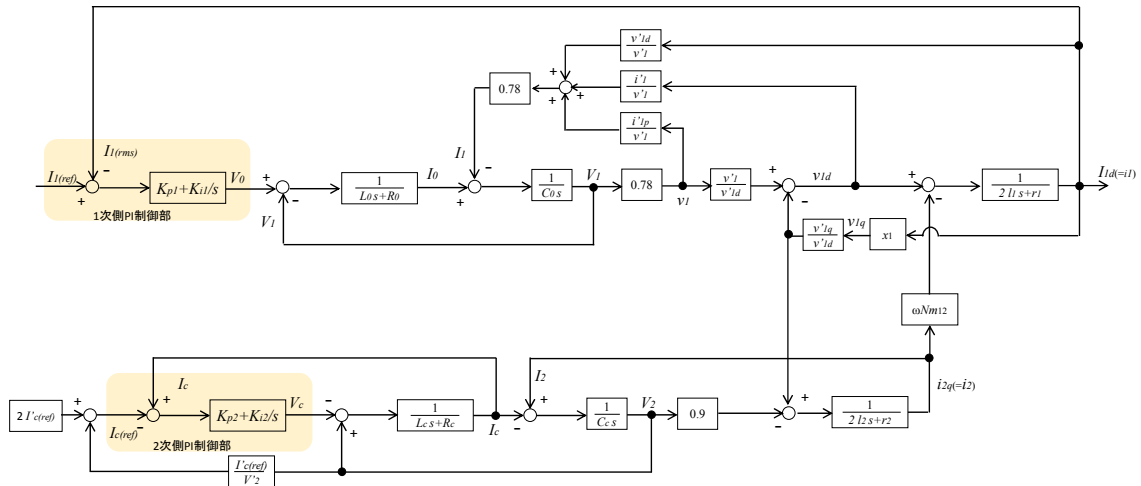 v'1d
v'1
+
+
+
+
0.78
i'1
v'1
i'1p
v'1
I1(rms)
I1
−
I1(ref)
+
−
Kp1+Ki1/s
V0
1次側PI制御部
+
−
1
L0 s+R0
I0
+
−
1
C0 s
V1
0.78
v1
v'1
v'1d
+
−
v1d
+
−
1
2 l1 s+r1
I1d(=i1)
V1
v'1q
v'1d
v1q
x1
ωNm12
2 I'c(ref)
+
−
Ic
+
Ic(ref)
−
Kp2+Ki2/s
Vc
2次側PI制御部
−
+
1
Lc s+Rc
Ic
−
I2
+
1
Cc s
V2
0.9
−
+
1
2 l2 s+r2
i2q(=i2)
I'c(ref)
V'2